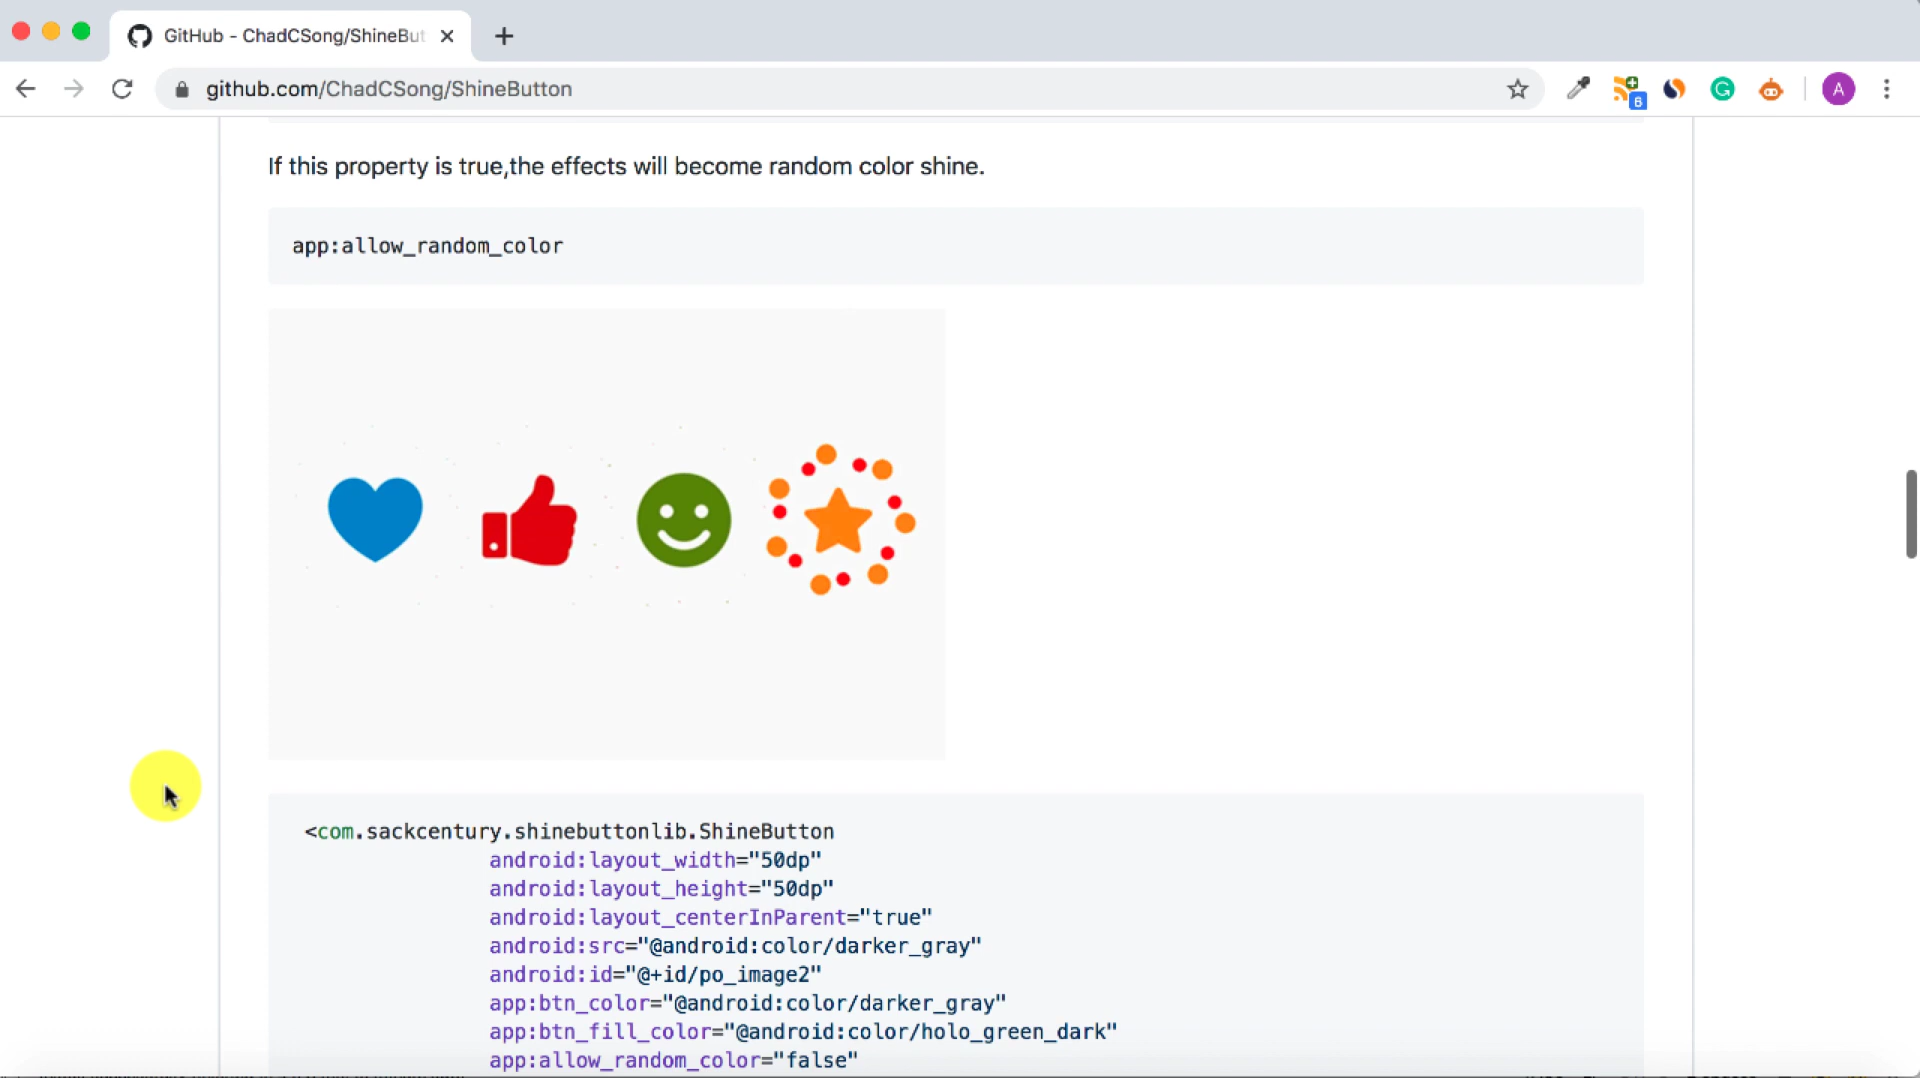 GitHub - ChadCSong/ShineBut
github.com/ChadCSong/ShineButton
6
A
If this property is true,the effects will become random color shine.
app:allow_random_color
<com.sackcentury.shinebuttonlib.ShineButton
android:layout_width="50dp"
android:layout_height="50dp"
android:layout_centerInParent="true"
android:src="@android:color/darker_gray"
android:id="@+id/po_image2"
app:btn_color="@android:color/darker_gray"
app:btn_fill_color="@android:color/holo_green_dark"
app:allow_random_color="false"